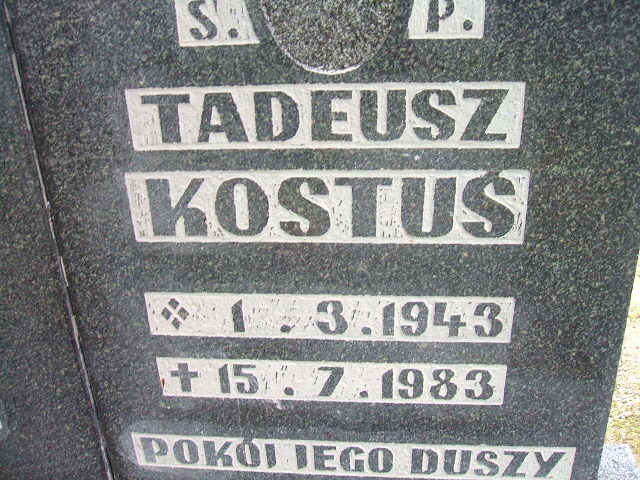 Ś. P.
TADEUSZ
KOSTUŚ
1.3.1943
✝ 15.7.1983
POKÓJ JEGO DUSZY